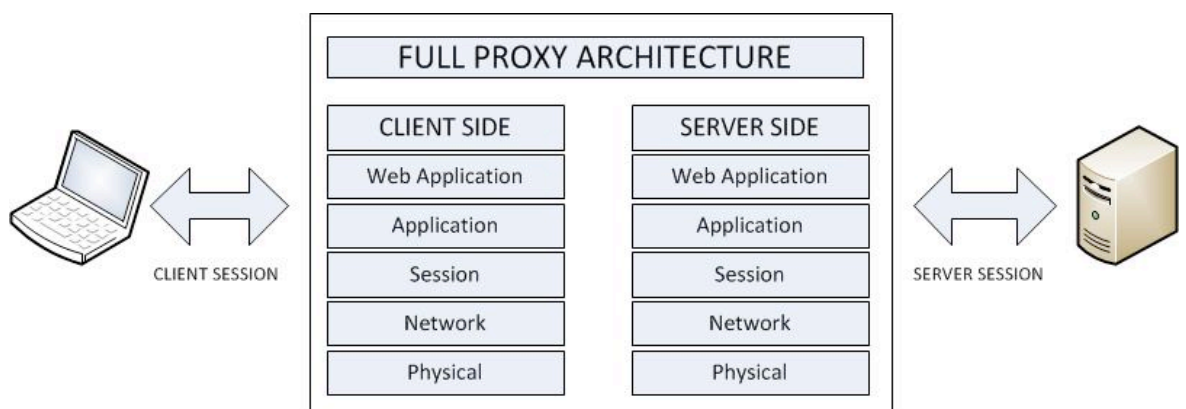 FULL PROXY ARCHITECTURE
CLIENT SIDE
Web Application
Application
Session
Network
Physical
SERVER SIDE
Web Application
Application
Session
Network
Physical
CLIENT SESSION
SERVER SESSION